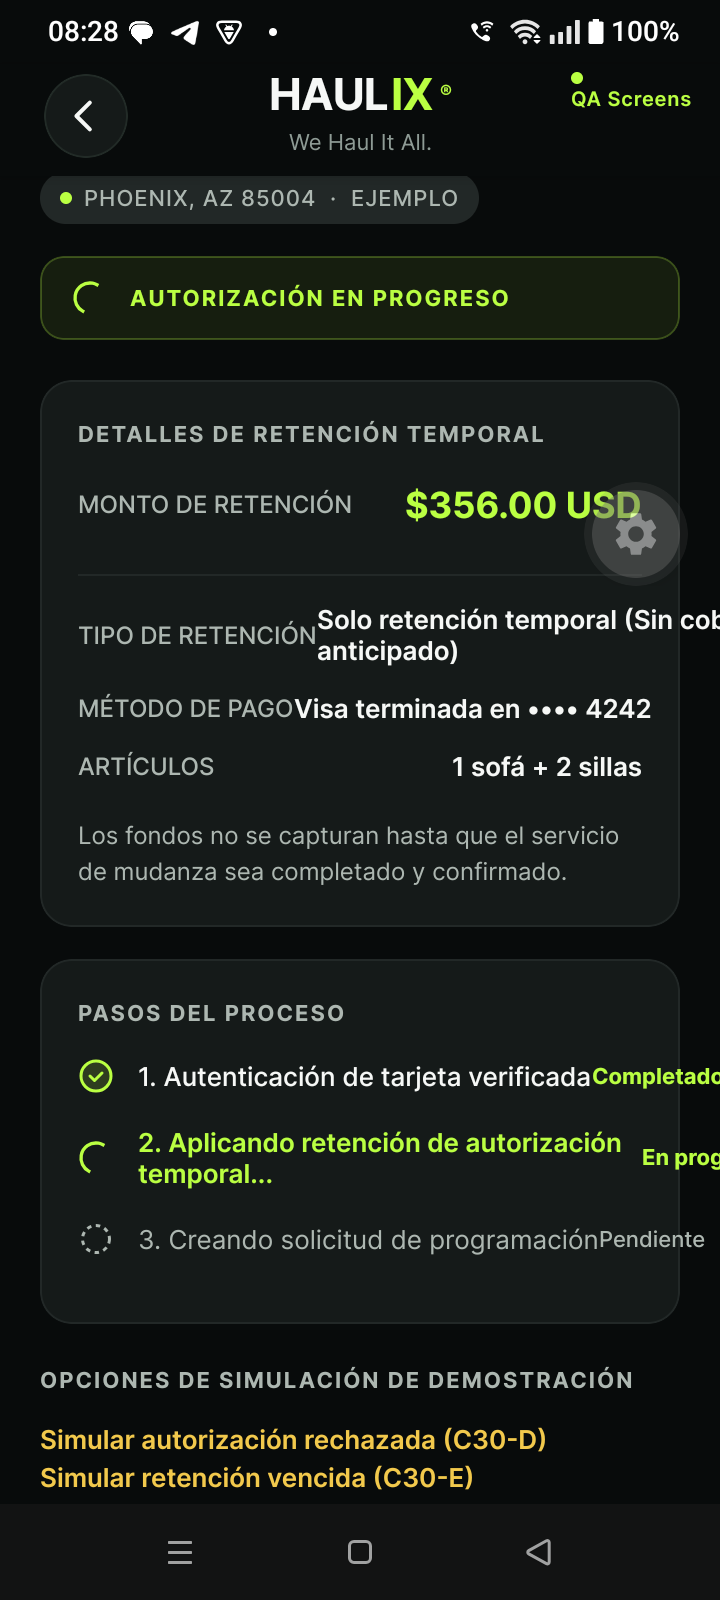 08:28
100%
HAULIX ®
QA Screens
We Haul It All.
PHOENIX, AZ 85004 · EJEMPLO
AUTORIZACIÓN EN PROGRESO
DETALLES DE RETENCIÓN TEMPORAL
MONTO DE RETENCIÓN $356.00 USD
TIPO DE RETENCIÓN Solo retención temporal (Sin cob
anticipado)
MÉTODO DE PAGO Visa terminada en •••• 4242
ARTÍCULOS 1 sofá + 2 sillas
Los fondos no se capturan hasta que el servicio
de mudanza sea completado y confirmado.
PASOS DEL PROCESO
1. Autenticación de tarjeta verificada Completado
2. Aplicando retención de autorización
temporal... En prog
3. Creando solicitud de programación Pendiente
OPCIONES DE SIMULACIÓN DE DEMOSTRACIÓN
Simular autorización rechazada (C30-D)
Simular retención vencida (C30-E)